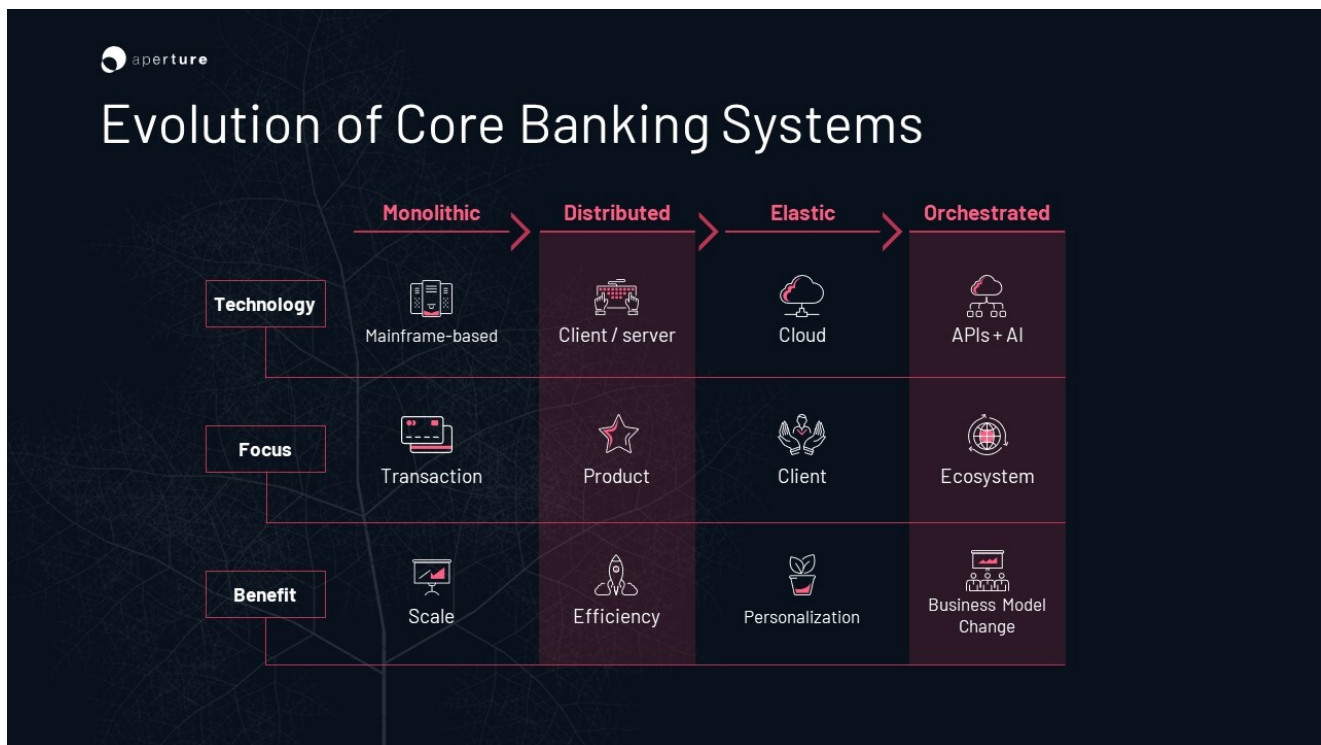 aperture
Evolution of Core Banking Systems
Monolithic
Distributed
Elastic
Orchestrated
Technology
Mainframe-based
Client / server
Cloud
APIs + AI
Focus
Transaction
Product
Client
Ecosystem
Benefit
Scale
Efficiency
Personalization
Business Model
Change